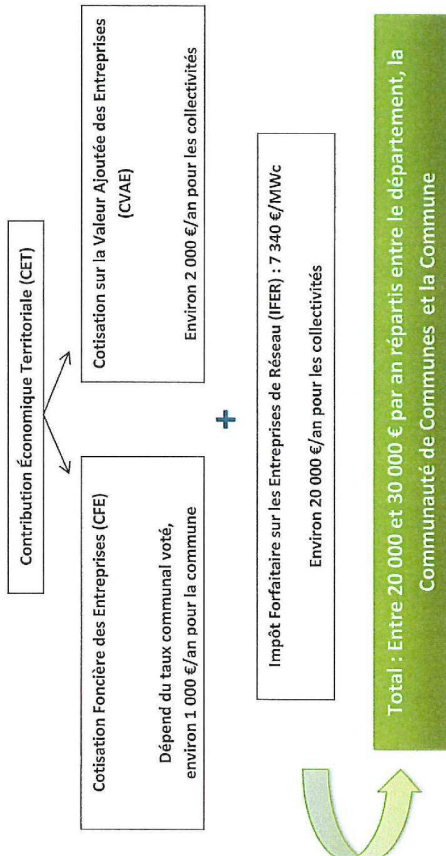 Contribution Économique Territoriale (CET)
Cotisation Foncière des Entreprises (CFE)
Dépend du taux communal voté,
environ 1 000 €/an pour la commune
Cotisation sur la Valeur Ajoutée des Entreprises
(CVAE)
Environ 2 000 €/an pour les collectivités
+
Impôt Forfaitaire sur les Entreprises de Réseau (IFER) : 7 340 €/MWc
Environ 20 000 €/an pour les collectivités
Total : Entre 20 000 et 30 000 € par an répartis entre le département, la
Communauté de Communes et la Commune